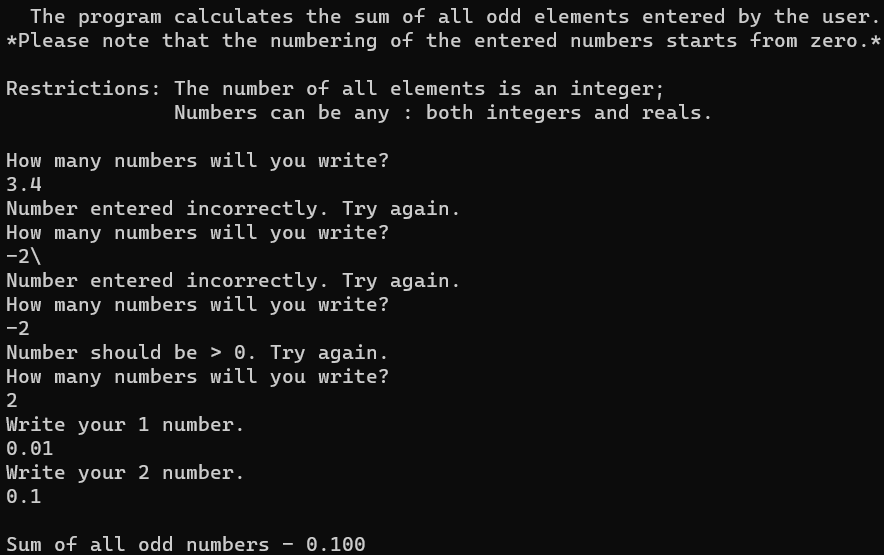 The program calculates the sum of all odd elements entered by the user.
*Please note that the numbering of the entered numbers starts from zero.*
Restrictions: The number of all elements is an integer;
Numbers can be any : both integers and reals.
How many numbers will you write?
3.4
Number entered incorrectly. Try again.
How many numbers will you write?
-2\
Number entered incorrectly. Try again.
How many numbers will you write?
-2
Number should be > 0. Try again.
How many numbers will you write?
2
Write your 1 number.
0.01
Write your 2 number.
0.1
Sum of all odd numbers - 0.100